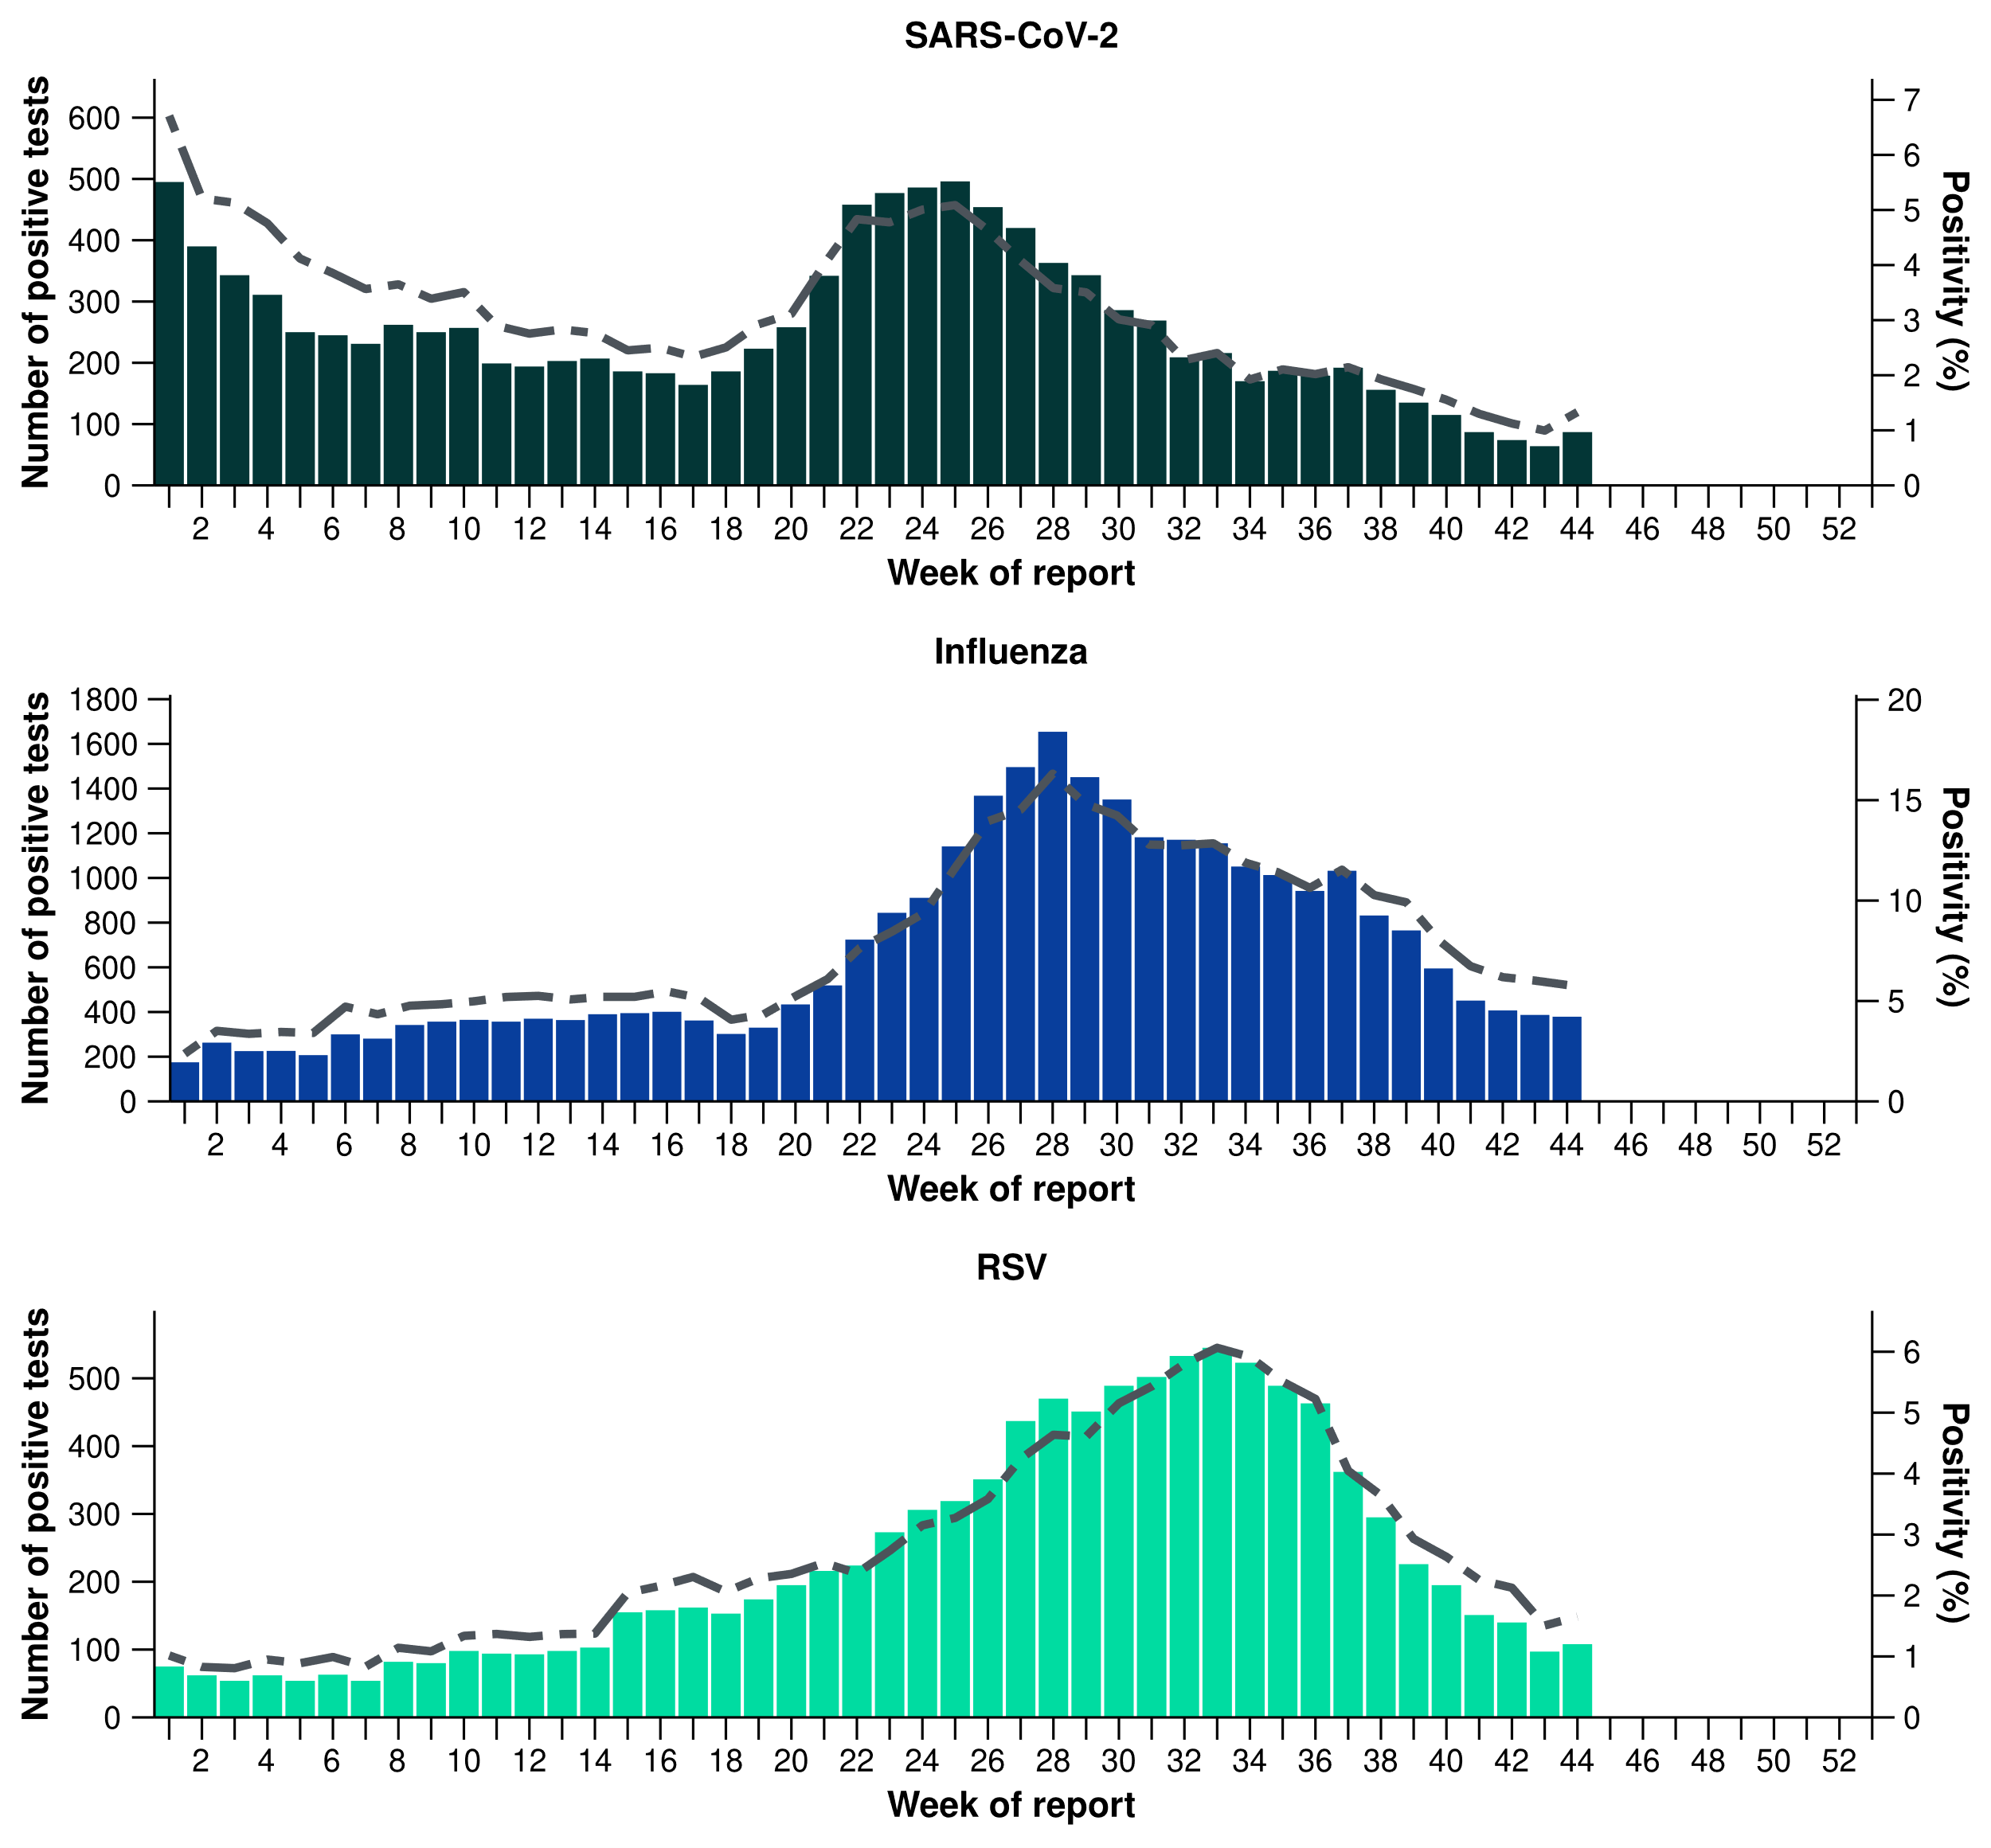 SARS-CoV-2
Number of positive tests
600
500
400
300
200
100
0
7
6
5
4
3
2
1
0
Positivity (%)
2 4 6 8 10 12 14 16 18 20 22 24 26 28 30 32 34 36 38 40 42 44 46 48 50 52
Week of report
Influenza
Number of positive tests
1800
1600
1400
1200
1000
800
600
400
200
0
20
15
10
5
0
Positivity (%)
2 4 6 8 10 12 14 16 18 20 22 24 26 28 30 32 34 36 38 40 42 44 46 48 50 52
Week of report
RSV
Number of positive tests
500
400
300
200
100
0
6
5
4
3
2
1
0
Positivity (%)
2 4 6 8 10 12 14 16 18 20 22 24 26 28 30 32 34 36 38 40 42 44 46 48 50 52
Week of report